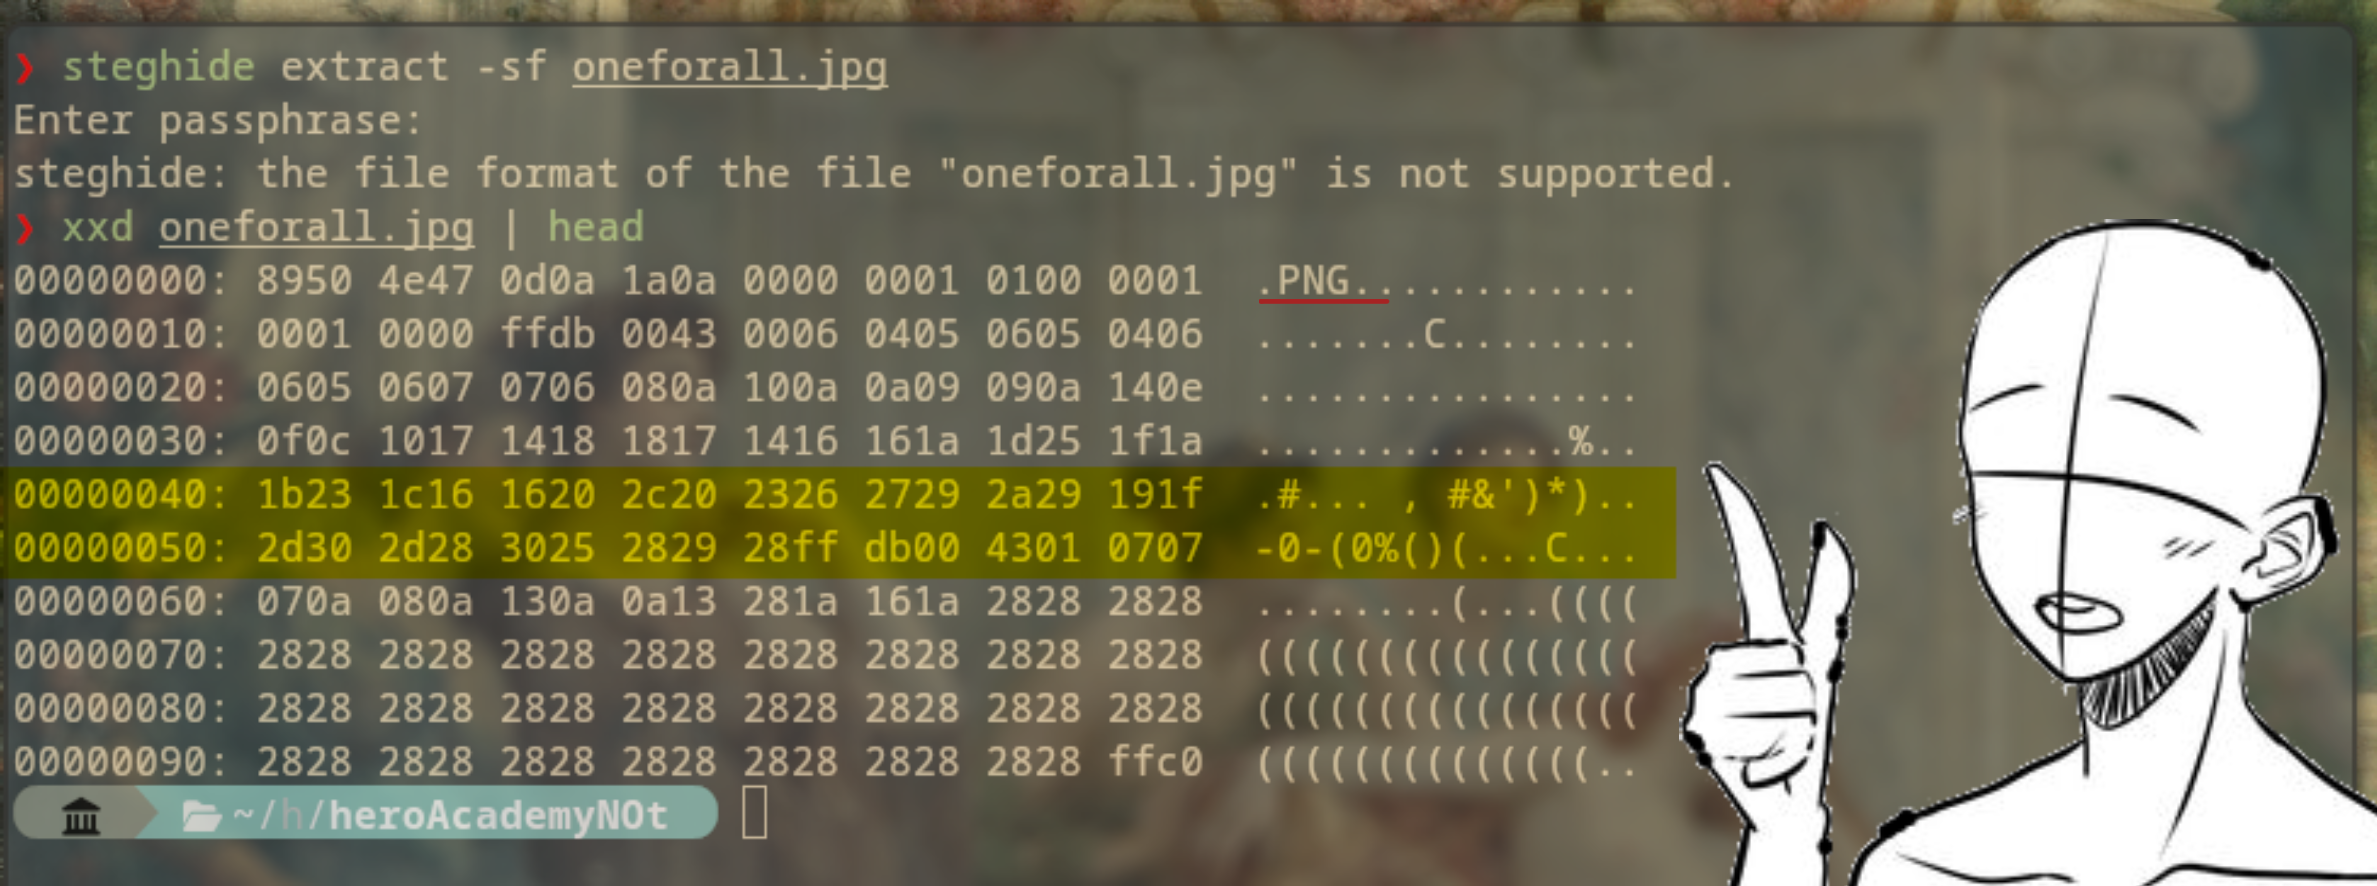 ❯ steghide extract -sf oneforall.jpg
Enter passphrase:
steghide: the file format of the file "oneforall.jpg" is not supported.
❯ xxd oneforall.jpg | head
00000000: 8950 4e47 0d0a 1a0a 0000 0001 0100 0001  .PNG............
00000010: 0001 0000 ffdb 0043 0006 0405 0605 0406  .......C........
00000020: 0605 0607 0706 080a 100a 0a09 090a 140e  ................
00000030: 0f0c 1017 1418 1817 1416 161a 1d25 1f1a  .............%..
00000040: 1b23 1c16 1620 2c20 2326 2729 2a29 191f  .#... , #&')*)..
00000050: 2d30 2d28 3025 2829 28ff db00 4301 0707  -0-(0%()(...C...
00000060: 070a 080a 130a 0a13 281a 161a 2828 2828  ........(...((((
00000070: 2828 2828 2828 2828 2828 2828 2828 2828  ((((((((((((((((
00000080: 2828 2828 2828 2828 2828 2828 2828 2828  ((((((((((((((((
00000090: 2828 2828 2828 2828 2828 2828 2828 ffc0  ((((((((((((((..
~/h/heroAcademyNOt